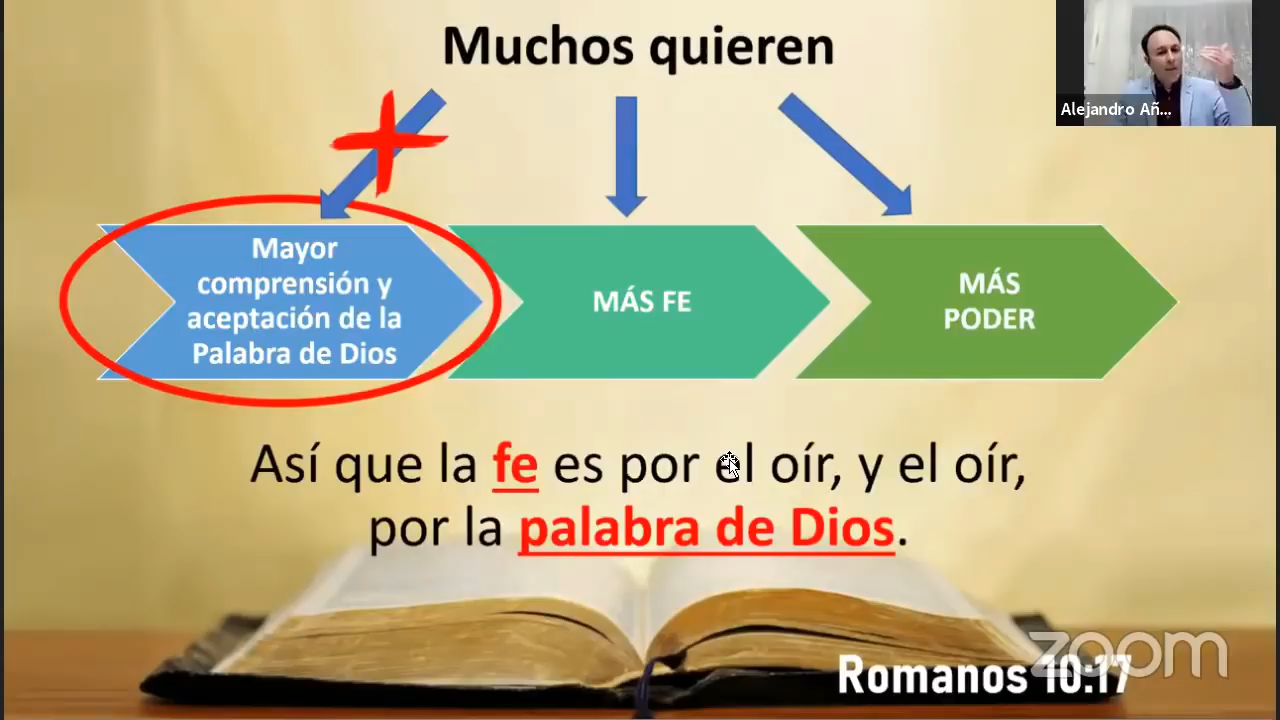 Muchos quieren
Alejandro Añ...
Mayor
comprensión y
aceptación de la
Palabra de Dios
MÁS FE
MÁS
PODER
Así que la fe es por el oír, y el oír,
por la palabra de Dios.
zoom
Romanos 10:17